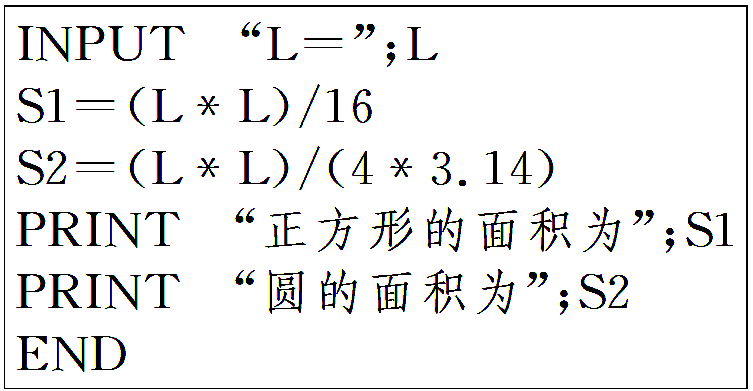 INPUT “L=”;L
S1=(L*L)/16
S2=(L*L)/(4*3.14)
PRINT “正方形的面积为”;S1
PRINT “圆的面积为”;S2
END